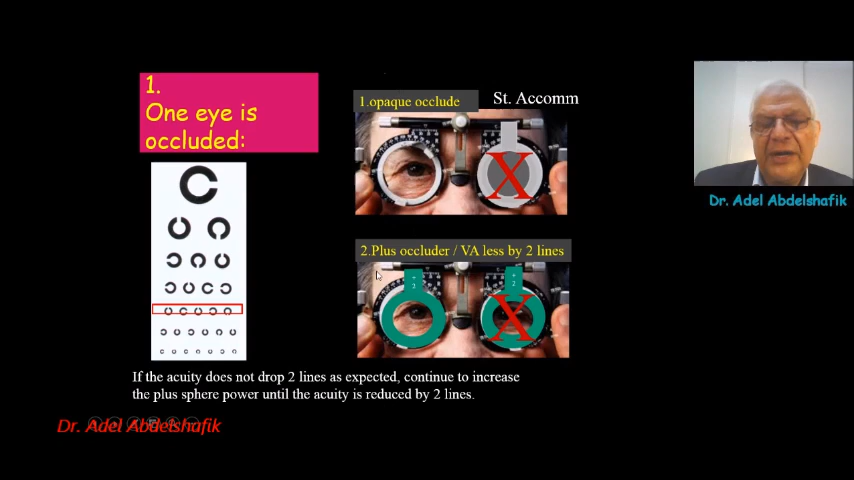 1.
One eye is
occluded:
1.opaque occlude
St. Accomm
X
2.Plus occluder / VA less by 2 lines
+
2
+
2
X
If the acuity does not drop 2 lines as expected, continue to increase
the plus sphere power until the acuity is reduced by 2 lines.
Dr. Adel Abdelshafik
Dr. Adel Abdelshafik